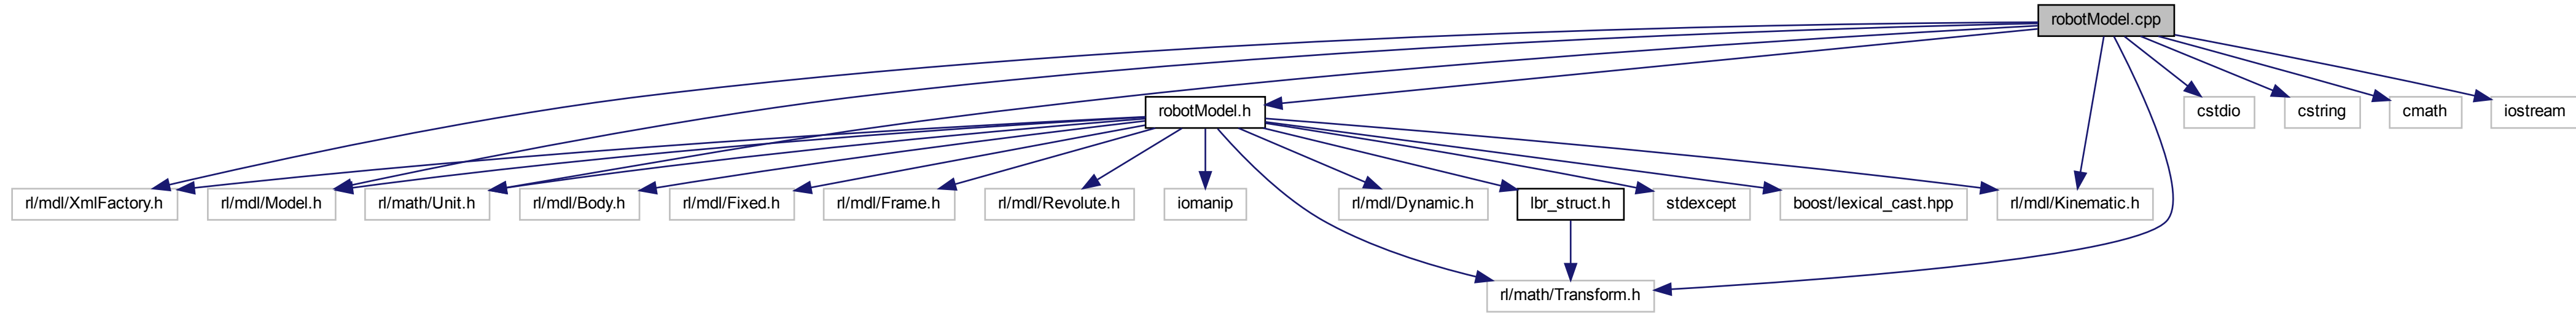 robotModel.cpp
robotModel.h
cstdio
cstring
cmath
iostream
rl/mdl/XmlFactory.h
rl/mdl/Model.h
rl/math/Unit.h
rl/mdl/Body.h
rl/mdl/Fixed.h
rl/mdl/Frame.h
rl/mdl/Revolute.h
iomanip
rl/mdl/Dynamic.h
lbr_struct.h
stdexcept
boost/lexical_cast.hpp
rl/mdl/Kinematic.h
rl/math/Transform.h